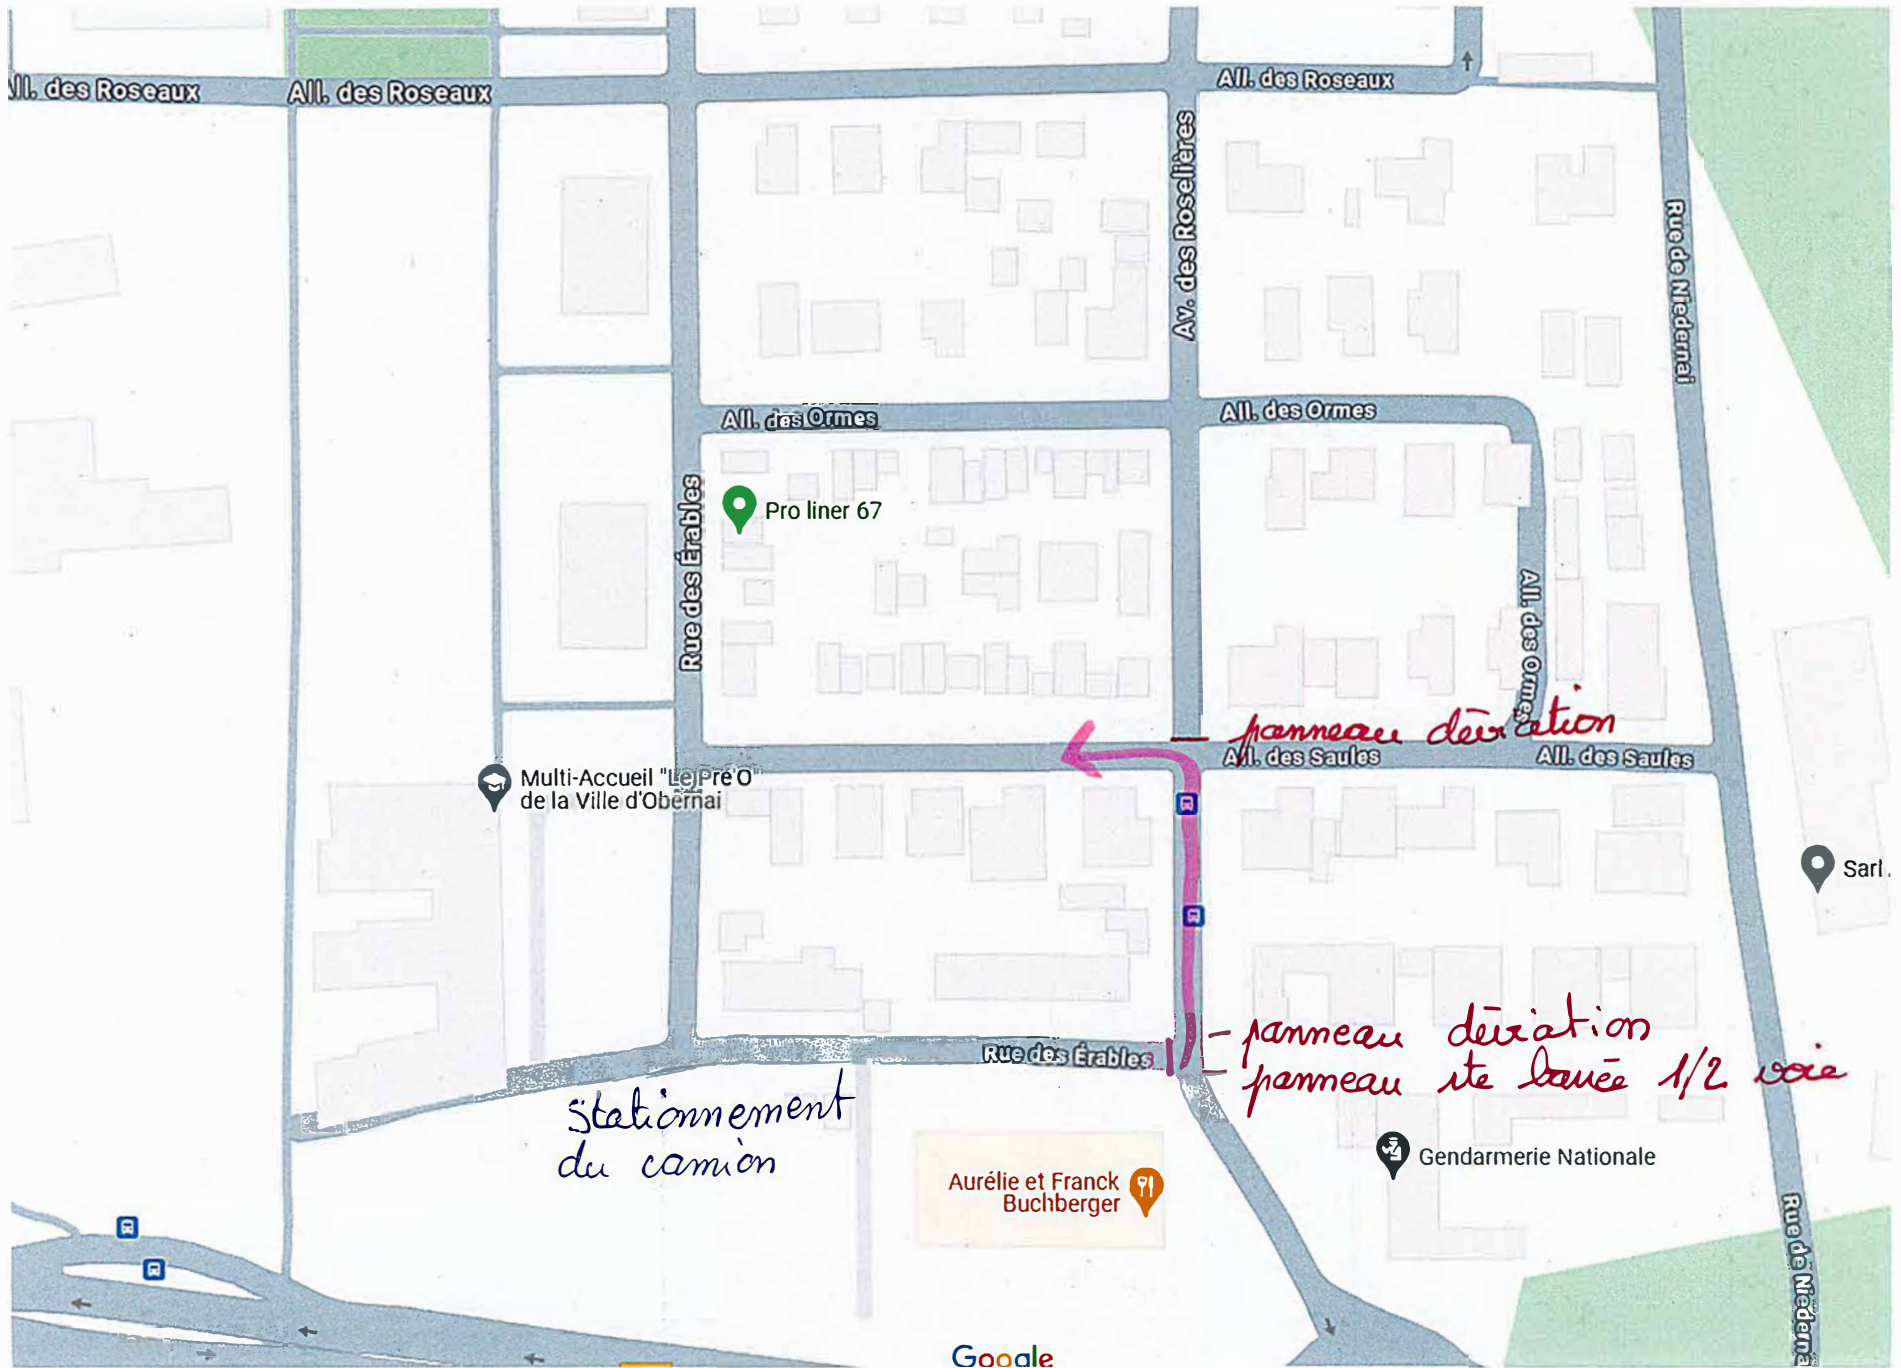 All. des Roseaux
All. des Roseaux
All. des Roseaux
Av. des Roselières
Rue de Niedernai
All. des Ormes
All. des Ormes
Rue des Érables
Pro liner 67
All. des Ormes
panneau déviation
All. des Saules
All. des Saules
Multi-Accueil "Le Pré'O"
de la Ville d'Obernai
Sarl.
panneau déviation
Rue des Érables
panneau rte barrée 1/2 voie
Stationnement
du camion
Gendarmerie Nationale
Aurélie et Franck
Buchberger
Rue de Niederna
Google